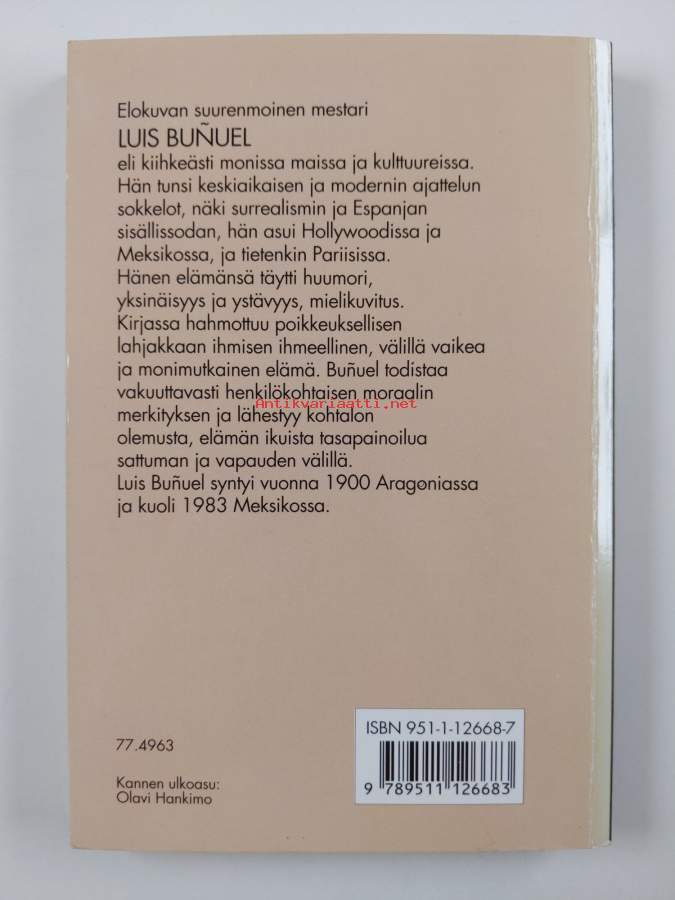 Elokuvan suurenmoinen mestari
LUIS BUÑUEL
eli kiihkeästi monissa maissa ja kulttuureissa.
Hän tunsi keskiaikaisen ja modernin ajattelun
sokkelot, näki surrealismin ja Espanjan
sisällissodan, hän asui Hollywoodissa ja
Meksikossa, ja tietenkin Pariisissa.
Hänen elämänsä täytti huumori,
yksinäisyys ja ystävyys, mielikuvitus.
Kirjassa hahmottuu poikkeuksellisen
lahjakkaan ihmisen ihmeellinen, välillä vaikea
ja monimutkainen elämä. Buñuel todistaa
vakuuttavasti henkilökohtaisen moraalin
Antikvariaatti.net
merkityksen ja lähestyy kohtalon
olemusta, elämän ikuista tasapainoilua
sattuman ja vapauden välillä.
Luis Buñuel syntyi vuonna 1900 Aragoniassa
ja kuoli 1983 Meksikossa.
ISBN 951-1-12668-7
77.4963
9 789511 126683
Kannen ulkoasu:
Olavi Hankimo